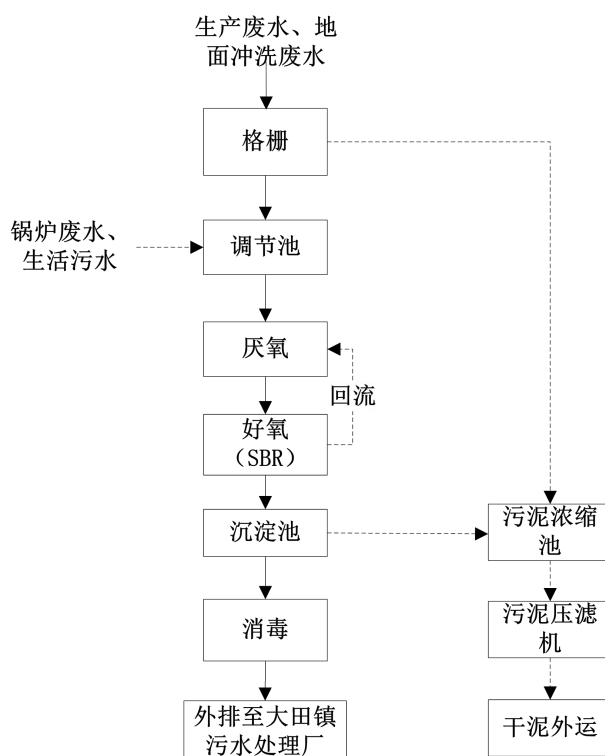 生产废水、地
面冲洗废水
格栅
锅炉废水、
生活污水
调节池
厌氧
回流
好氧
（SBR）
沉淀池
污泥浓缩
池
消毒
污泥压滤
机
外排至大田镇
污水处理厂
干泥外运